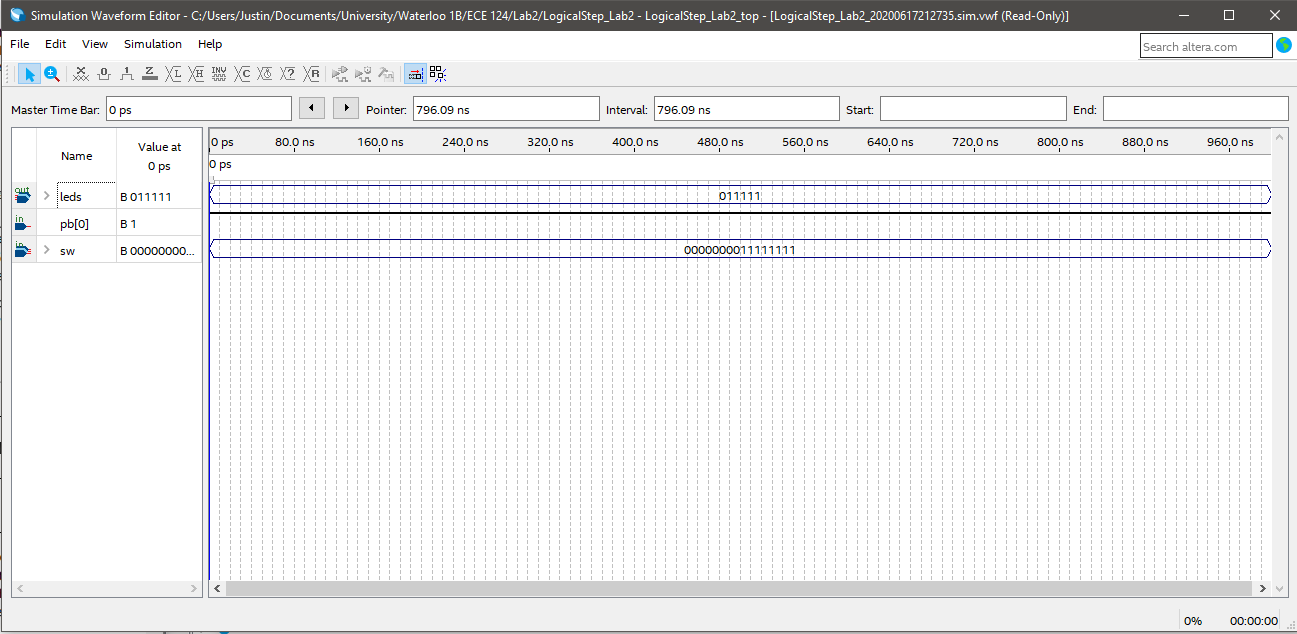 Simulation Waveform Editor - C:/Users/Justin/Documents/University/Waterloo 1B/ECE 124/Lab2/LogicalStep_Lab2 - LogicalStep_Lab2_top - [LogicalStep_Lab2_20200617212735.sim.vwf (Read-Only)]
File Edit View Simulation Help
Search altera.com
Master Time Bar: 0 ps Pointer: 796.09 ns Interval: 796.09 ns Start: End:
Name Value at 0 ps
0 ps 80.0 ns 160.0 ns 240.0 ns 320.0 ns 400.0 ns 480.0 ns 560.0 ns 640.0 ns 720.0 ns 800.0 ns 880.0 ns 960.0 ns
0 ps
out leds B 011111 011111
in pb[0] B 1
in sw B 00000000... 0000000011111111
0% 00:00:00